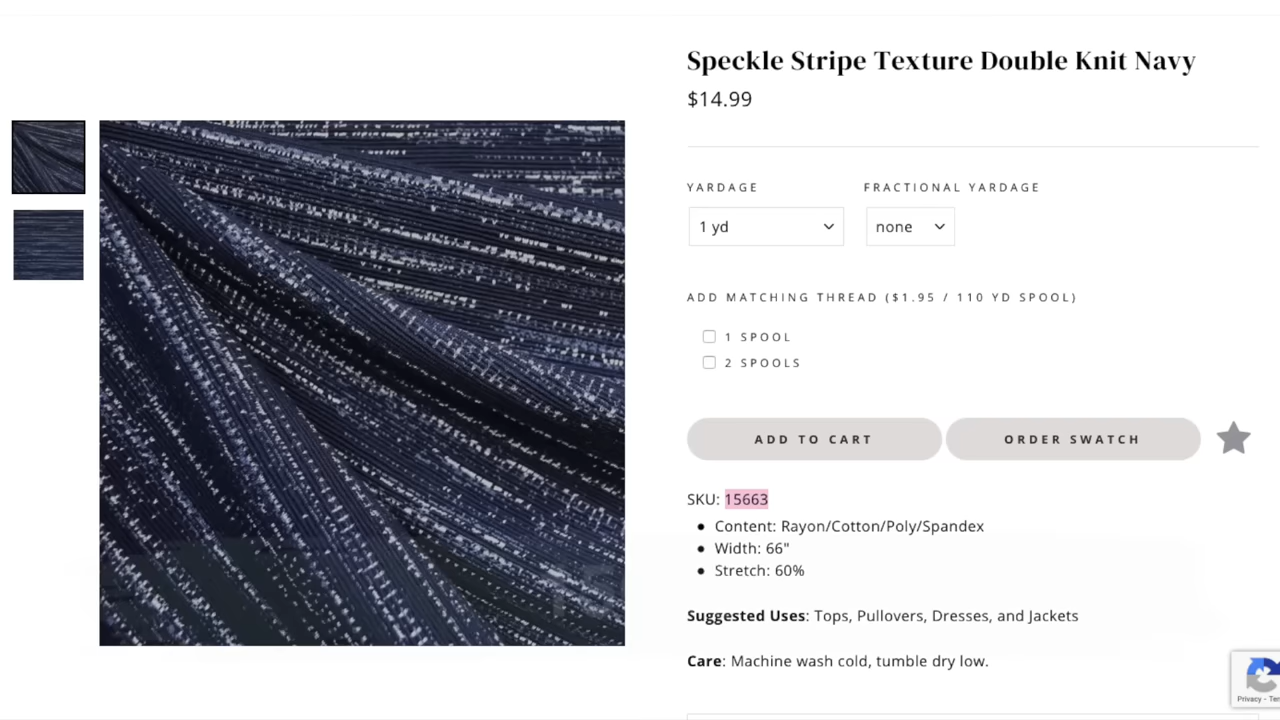 Speckle Stripe Texture Double Knit Navy
$14.99
YARDAGE FRACTIONAL YARDAGE
1 yd none
ADD MATCHING THREAD ($1.95 / 110 YD SPOOL)
1 SPOOL
2 SPOOLS
ADD TO CART ORDER SWATCH
SKU: 15663
Content: Rayon/Cotton/Poly/Spandex
Width: 66"
Stretch: 60%
Suggested Uses: Tops, Pullovers, Dresses, and Jackets
Care: Machine wash cold, tumble dry low.
Privacy -